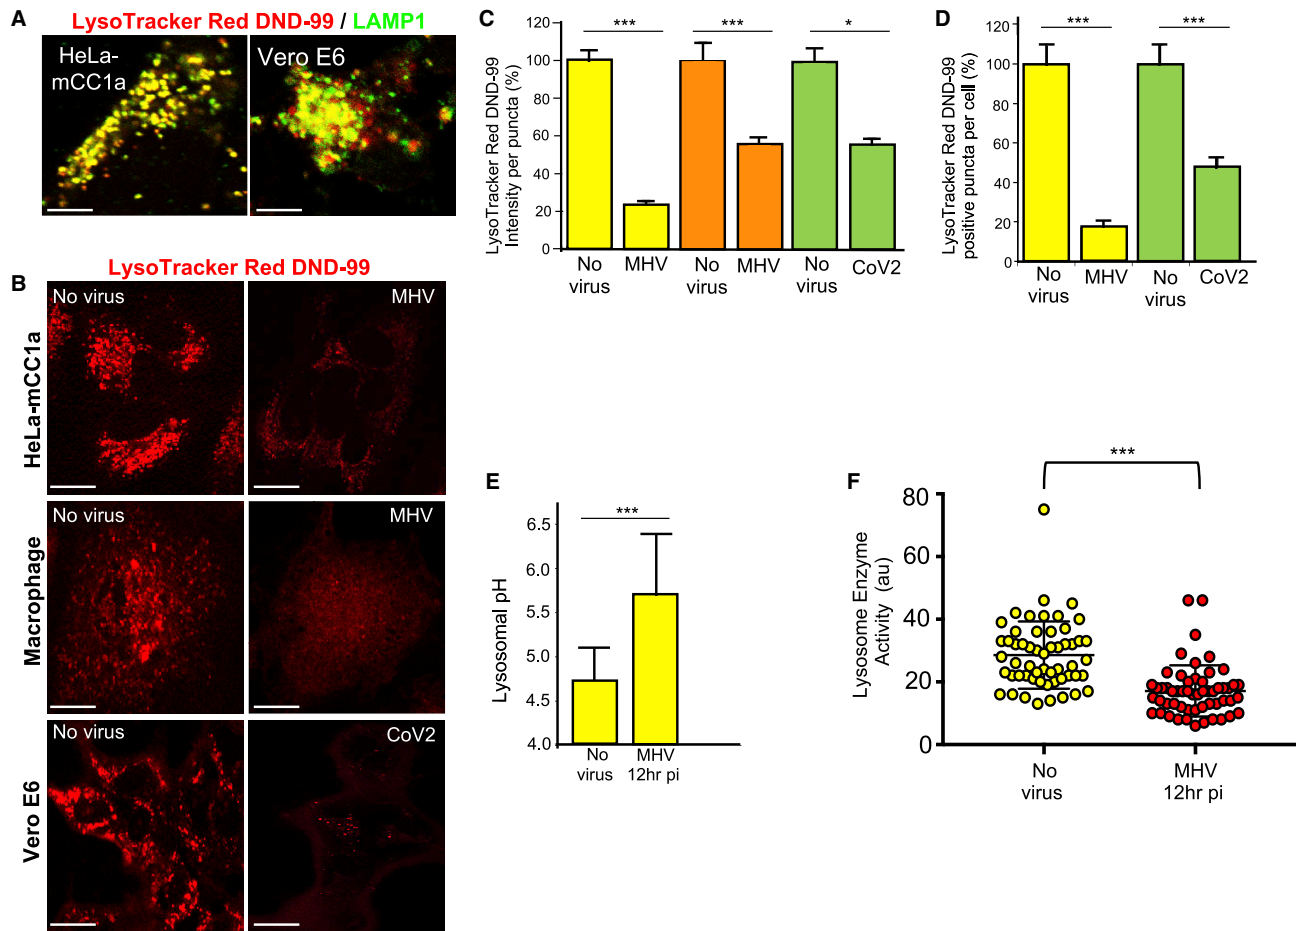 A
LysoTracker Red DND-99 / LAMP1
HeLa-
mCC1a
Vero E6
B
LysoTracker Red DND-99
HeLa-mCC1a
No virus
MHV
Macrophage
No virus
MHV
Vero E6
No virus
CoV2
C
LysoTracker Red DND-99
Intensity per puncta (%)
120
100
80
60
40
20
0
***
***
*
No
virus
MHV
No
virus
MHV
No
virus
CoV2
D
LysoTracker Red DND-99
positive puncta per cell (%)
120
100
80
60
40
20
0
***
***
No
virus
MHV
No
virus
CoV2
E
Lysosomal pH
6.5
6.0
5.5
5.0
4.5
4.0
***
No
virus
MHV
12hr pi
F
Lysosome Enzyme
Activity (au)
80
60
40
20
0
***
No
virus
MHV
12hr pi